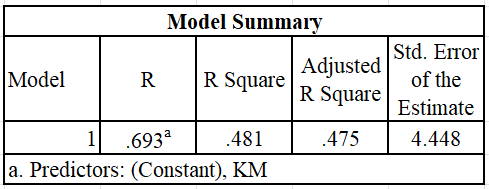 Model Summary
Model R R Square Adjusted R Square Std. Error of the Estimate
1 .693a .481 .475 4.448
a. Predictors: (Constant), KM